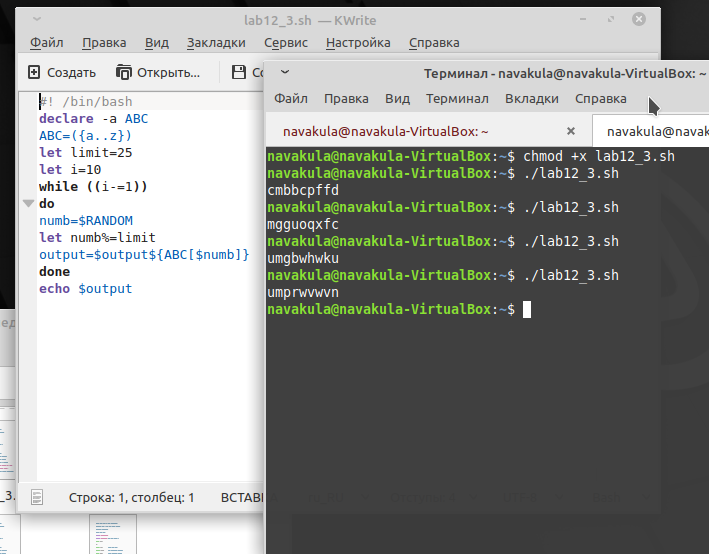 lab12_3.sh — KWrite
Файл Правка Вид Закладки Сервис Настройка Справка
Создать Открыть...
#! /bin/bash
declare -a ABC
ABC=({a..z})
let limit=25
let i=10
while ((i-=1))
do
numb=$RANDOM
let numb%=limit
output=$output${ABC[$numb]}
done
echo $output
Строка: 1, столбец: 1 ВСТАВКА
Терминал - navakula@navakula-VirtualBox: ~
Файл Правка Вид Терминал Вкладки Справка
navakula@navakula-VirtualBox: ~
navakula@navakula-VirtualBox:~$ chmod +x lab12_3.sh
navakula@navakula-VirtualBox:~$ ./lab12_3.sh
cmbbcpffd
navakula@navakula-VirtualBox:~$ ./lab12_3.sh
mgguoqxfc
navakula@navakula-VirtualBox:~$ ./lab12_3.sh
umgbwhwku
navakula@navakula-VirtualBox:~$ ./lab12_3.sh
umprwvwvn
navakula@navakula-VirtualBox:~$